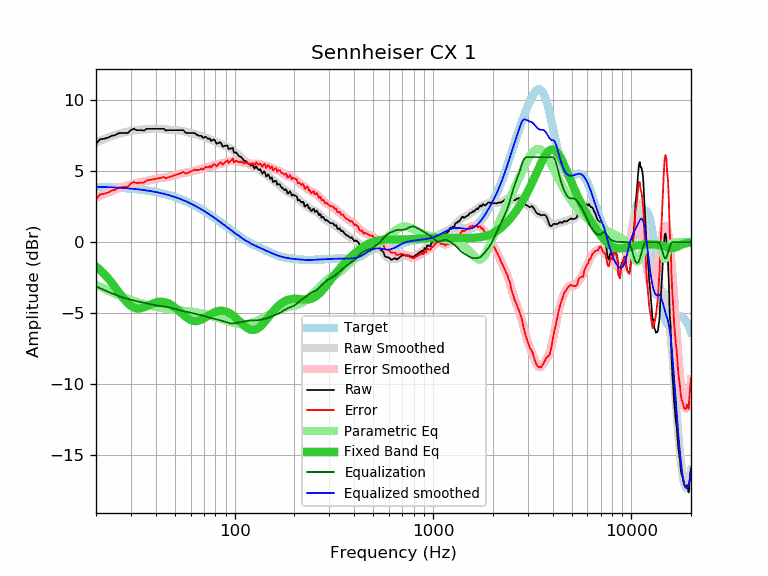 Sennheiser CX 1
Amplitude (dBr)
10
5
0
−5
−10
−15
Target
Raw Smoothed
Error Smoothed
Raw
Error
Parametric Eq
Fixed Band Eq
Equalization
Equalized smoothed
100
1000
10000
Frequency (Hz)